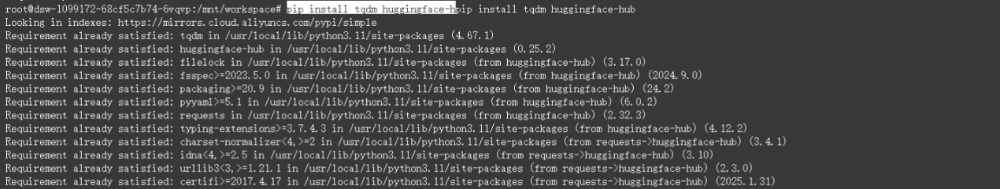 root@dsw-1099172-68cf5c7b74-6vqvp:/mnt/workspace# pip install tqdm huggingface-hpip install tqdm huggingface-hub
Looking in indexes: https://mirrors.cloud.aliyuncs.com/pypi/simple
Requirement already satisfied: tqdm in /usr/local/lib/python3.11/site-packages (4.67.1)
Requirement already satisfied: huggingface-hub in /usr/local/lib/python3.11/site-packages (0.25.2)
Requirement already satisfied: filelock in /usr/local/lib/python3.11/site-packages (from huggingface-hub) (3.17.0)
Requirement already satisfied: fsspec>=2023.5.0 in /usr/local/lib/python3.11/site-packages (from huggingface-hub) (2024.9.0)
Requirement already satisfied: packaging>=20.9 in /usr/local/lib/python3.11/site-packages (from huggingface-hub) (24.2)
Requirement already satisfied: pyyaml>=5.1 in /usr/local/lib/python3.11/site-packages (from huggingface-hub) (6.0.2)
Requirement already satisfied: requests in /usr/local/lib/python3.11/site-packages (from huggingface-hub) (2.32.3)
Requirement already satisfied: typing-extensions>=3.7.4.3 in /usr/local/lib/python3.11/site-packages (from huggingface-hub) (4.12.2)
Requirement already satisfied: charset-normalizer<4,>=2 in /usr/local/lib/python3.11/site-packages (from requests->huggingface-hub) (3.4.1)
Requirement already satisfied: idna<4,>=2.5 in /usr/local/lib/python3.11/site-packages (from requests->huggingface-hub) (3.10)
Requirement already satisfied: urllib3<3,>=1.21.1 in /usr/local/lib/python3.11/site-packages (from requests->huggingface-hub) (2.3.0)
Requirement already satisfied: certifi>=2017.4.17 in /usr/local/lib/python3.11/site-packages (from requests->huggingface-hub) (2025.1.31)